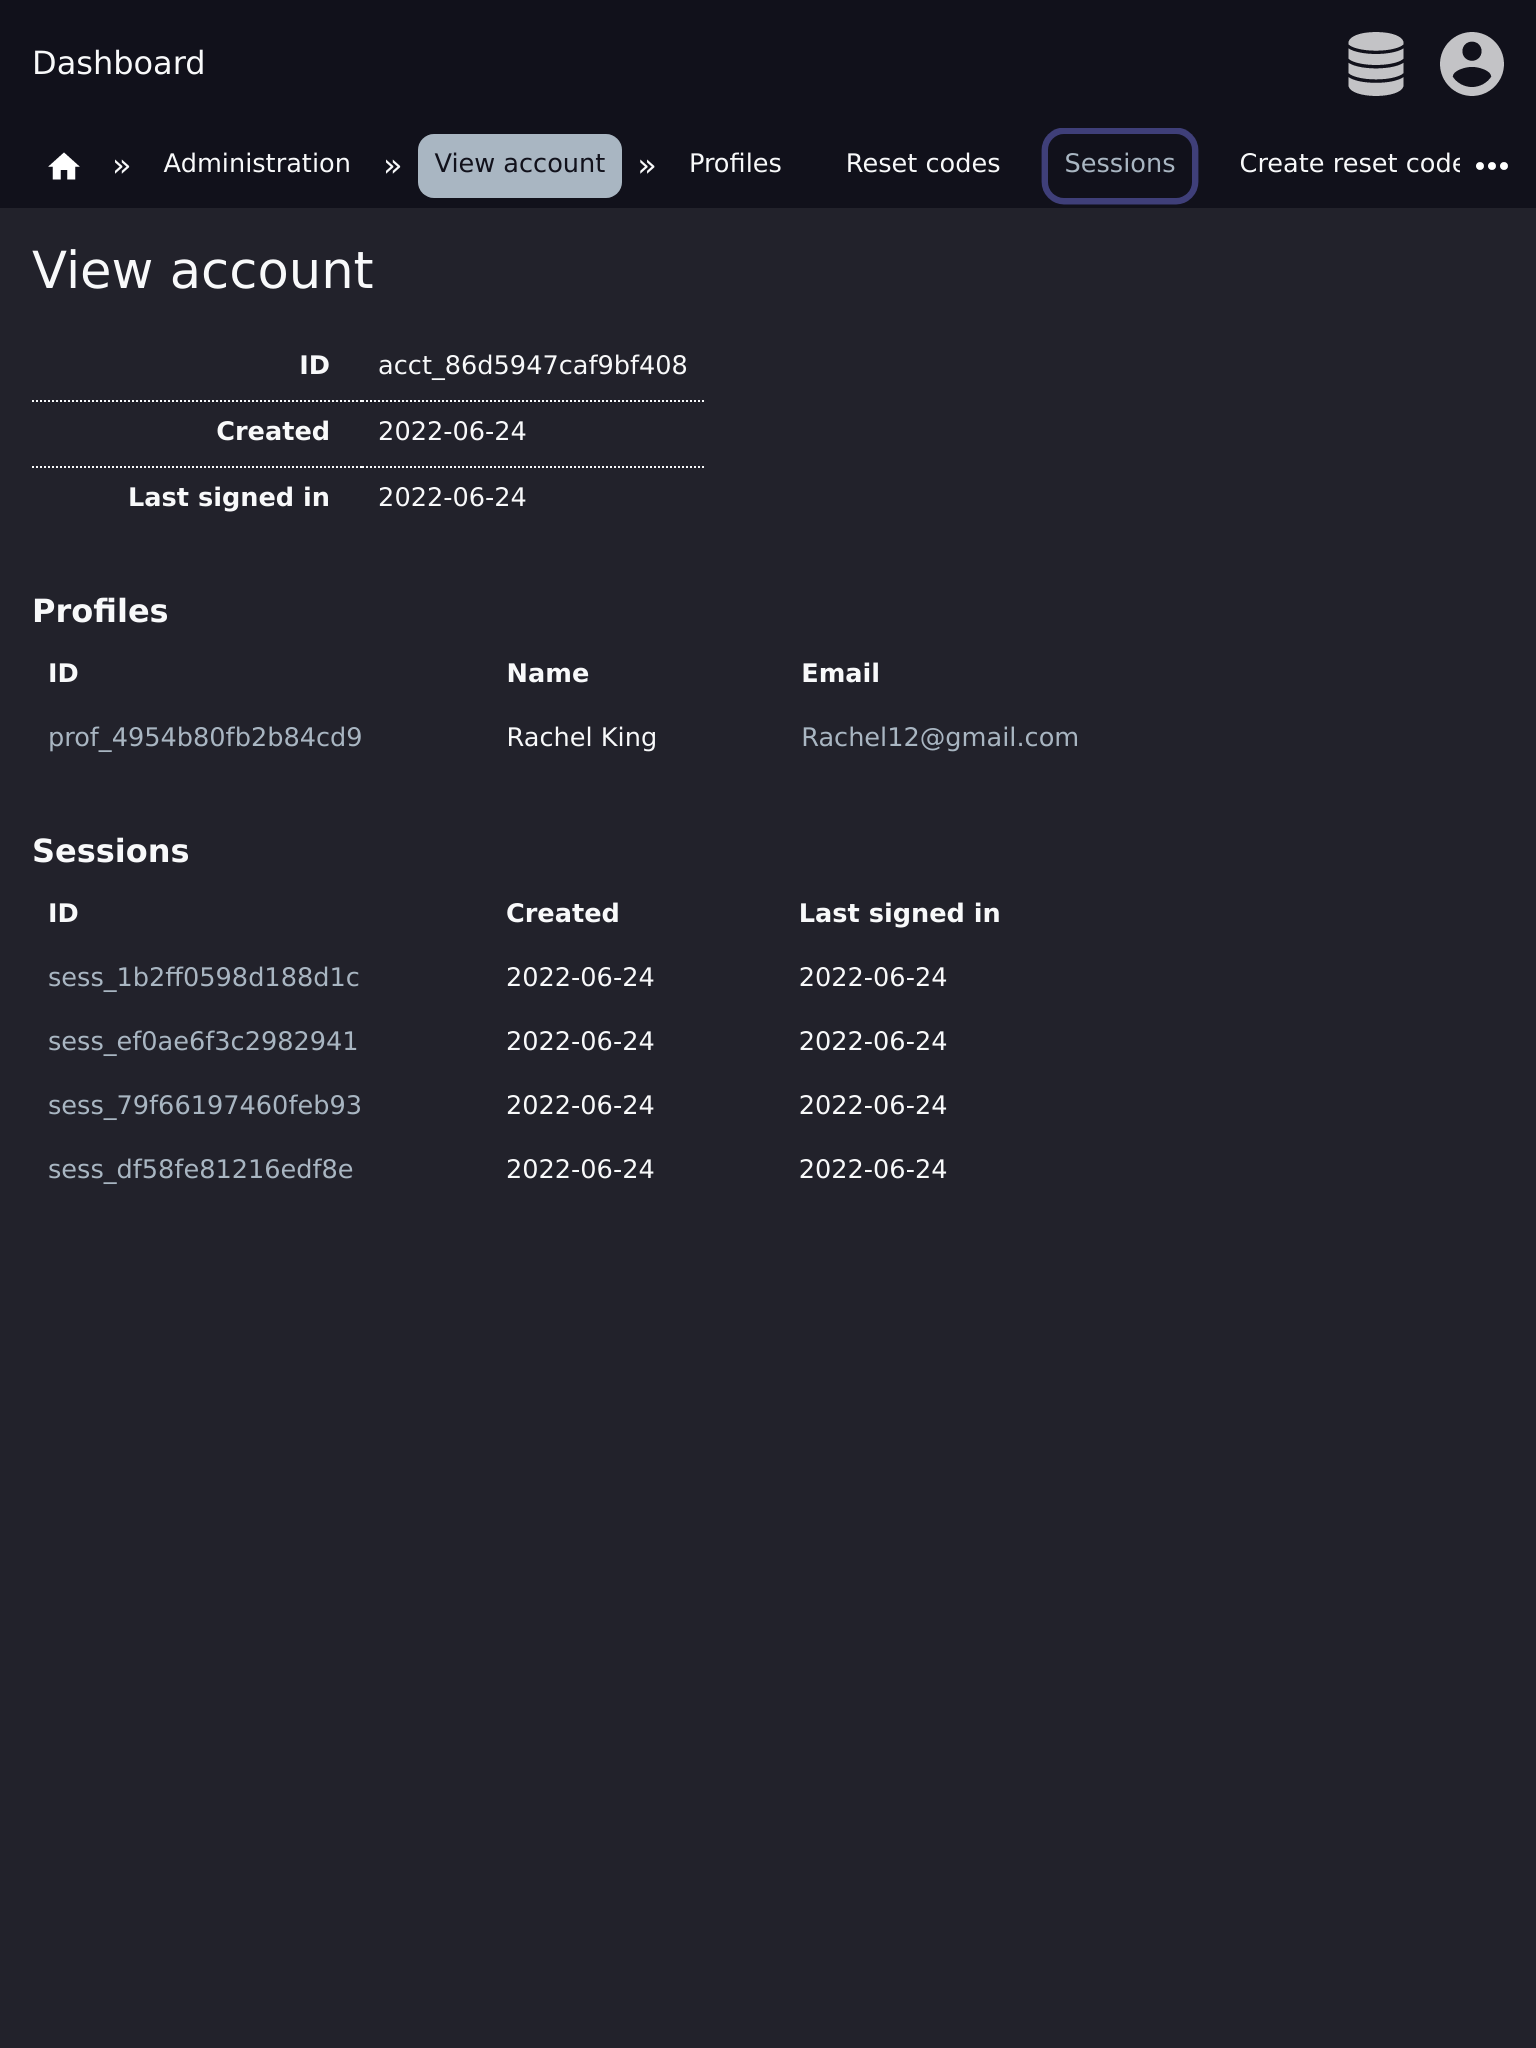 Dashboard
» Administration » View account » Profiles Reset codes Sessions Create reset code
View account
ID acct_86d5947caf9bf408
Created 2022-06-24
Last signed in 2022-06-24
Profiles
ID Name Email
prof_4954b80fb2b84cd9 Rachel King Rachel12@gmail.com
Sessions
ID Created Last signed in
sess_1b2ff0598d188d1c 2022-06-24 2022-06-24
sess_ef0ae6f3c2982941 2022-06-24 2022-06-24
sess_79f66197460feb93 2022-06-24 2022-06-24
sess_df58fe81216edf8e 2022-06-24 2022-06-24